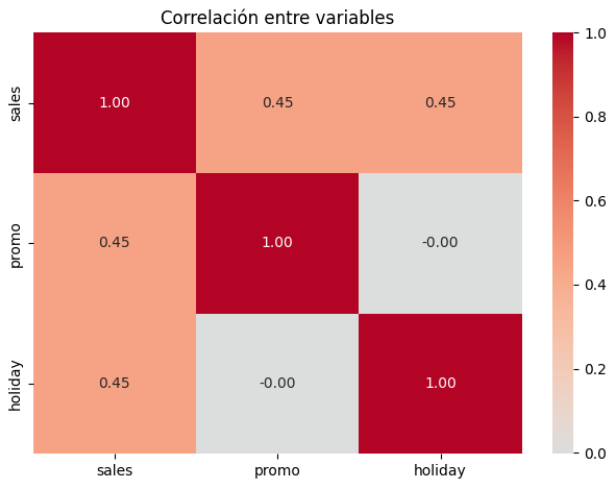 Correlación entre variables
sales
1.00
0.45
0.45
promo
0.45
1.00
-0.00
holiday
0.45
-0.00
1.00
sales
promo
holiday
1.0
0.8
0.6
0.4
0.2
0.0